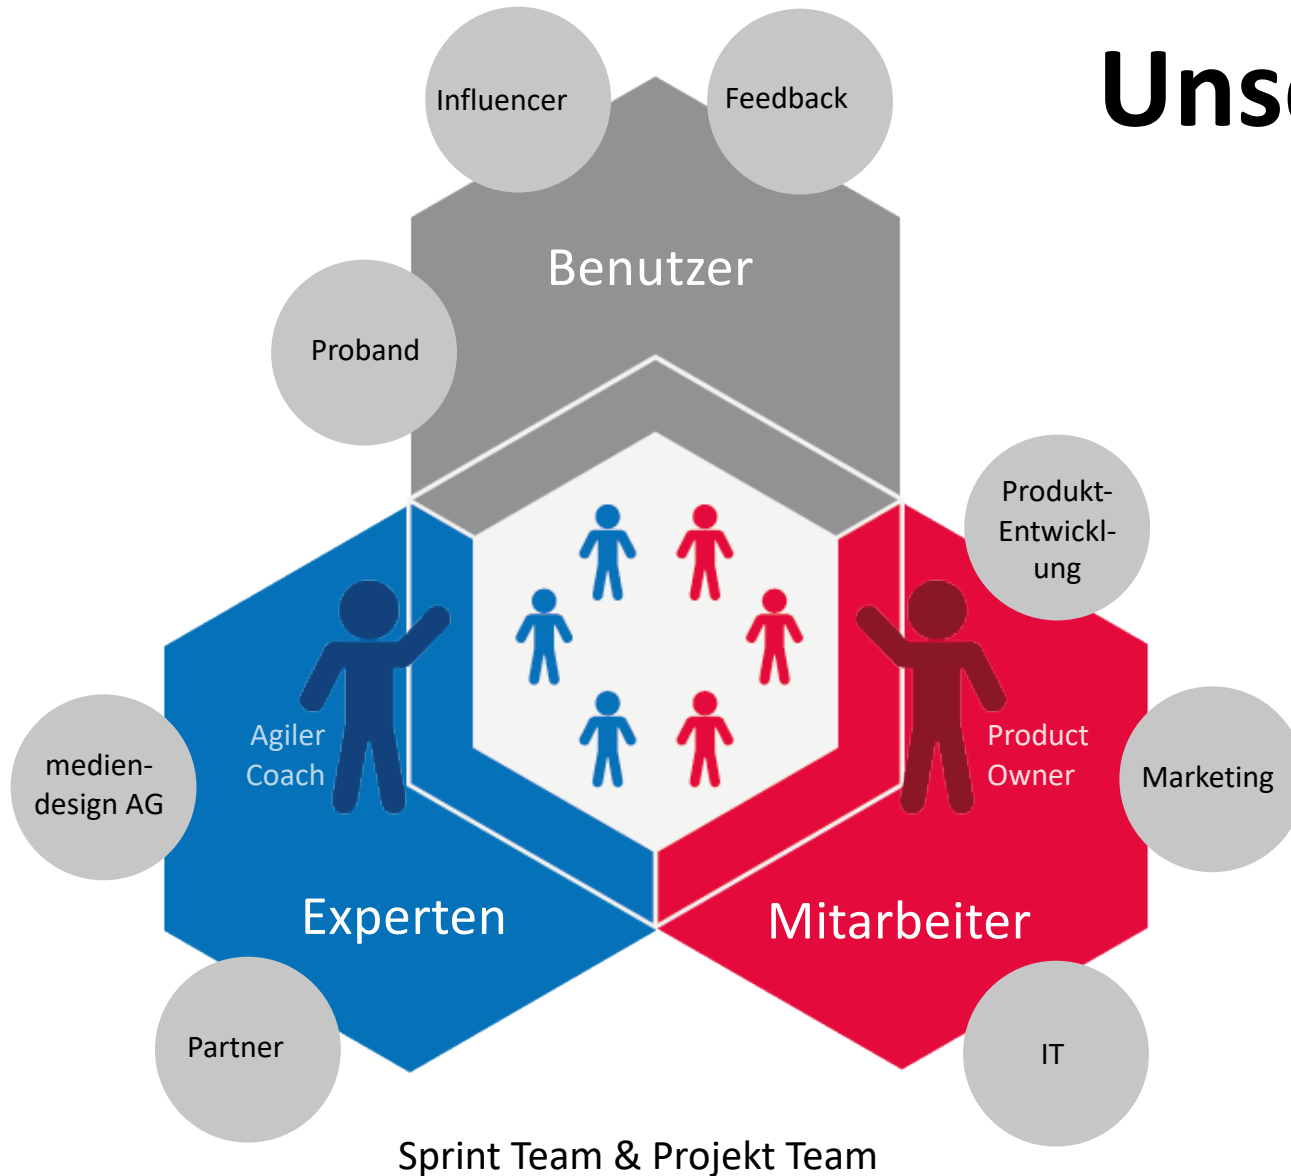 Influencer
Feedback
Benutzer
Proband
Produkt-
Entwickl-
ung
Agiler
Coach
Product
Owner
medien-
design AG
Marketing
Experten
Mitarbeiter
Partner
IT
Sprint Team & Projekt Team